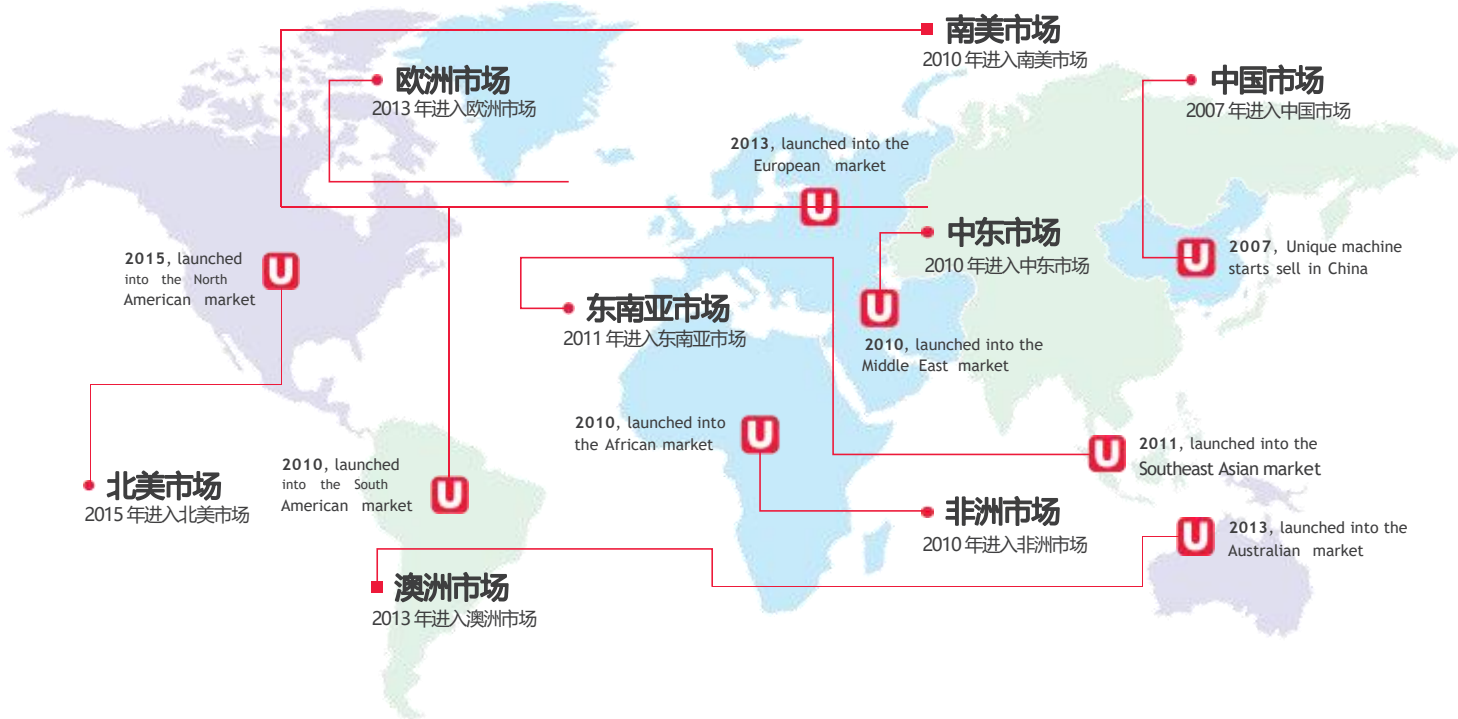 南美市场
2010 年进入南美市场
欧洲市场
2013 年进入欧洲市场
中国市场
2007 年进入中国市场
2013, launched into the
European market
U
中东市场
2010 年进入中东市场
2015, launched
into the North
American market
U
U
2007, Unique machine
starts sell in China
东南亚市场
2011 年进入东南亚市场
U
2010, launched into the
Middle East market
2010, launched into
the African market
U
U
2011, launched into the
Southeast Asian market
北美市场
2015 年进入北美市场
2010, launched
into the South
American market
U
非洲市场
2010 年进入非洲市场
U
2013, launched into the
Australian market
澳洲市场
2013 年进入澳洲市场